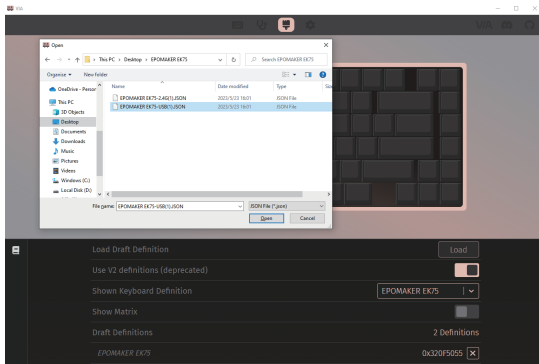 VIA
VIA
Open
This PC > Desktop > EPOMAKER EK75
Search EPOMAKER EK75
Organise
New folder
Name
Date modified
Type
Size
OneDrive - Person
EPOMAKER EK75-2.4G(1).JSON
2023/5/23 16:01
JSON File
This PC
EPOMAKER EK75-USB(1).JSON
2023/5/23 16:01
JSON File
3D Objects
Desktop
Documents
Downloads
Music
Pictures
Videos
Windows (C:)
Local Disk (D:)
File name:
EPOMAKER EK75-USB(1).JSON
JSON File (*.json)
Open
Cancel
Load Draft Definition
Load
Use V2 definitions (deprecated)
Shown Keyboard Definition
EPOMAKER EK75
Show Matrix
Draft Definitions
2 Definitions
EPOMAKER EK75
0x320F5055